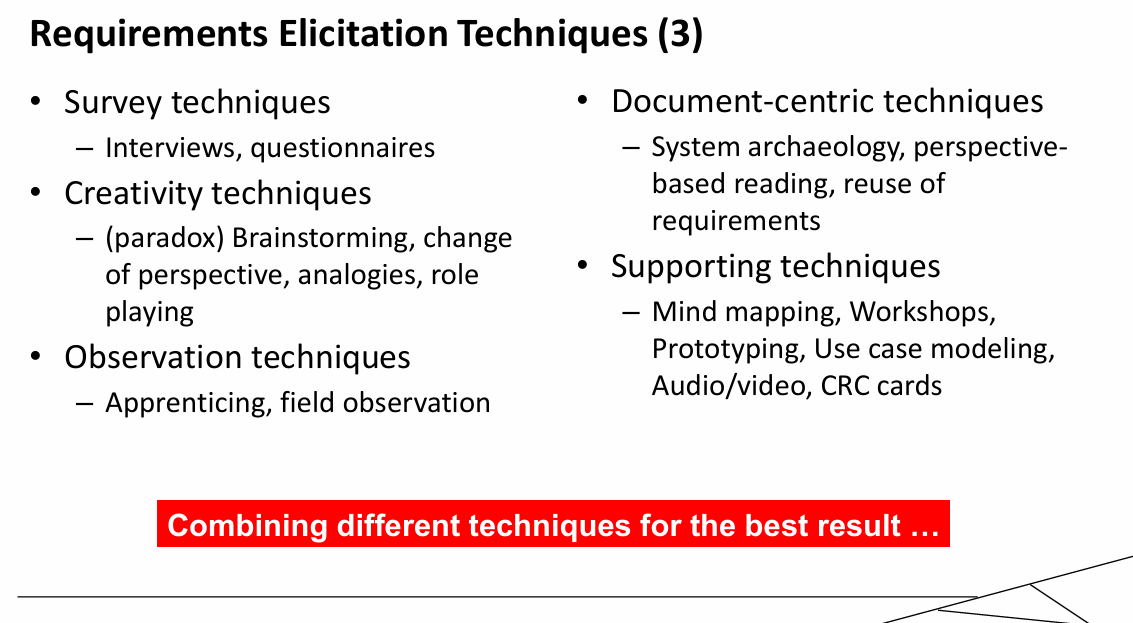 Requirements Elicitation Techniques (3)
• Survey techniques
– Interviews, questionnaires
• Creativity techniques
– (paradox) Brainstorming, change
of perspective, analogies, role
playing
• Observation techniques
– Apprenticing, field observation
• Document-centric techniques
– System archaeology, perspective-
based reading, reuse of
requirements
• Supporting techniques
– Mind mapping, Workshops,
Prototyping, Use case modeling,
Audio/video, CRC cards
Combining different techniques for the best result …